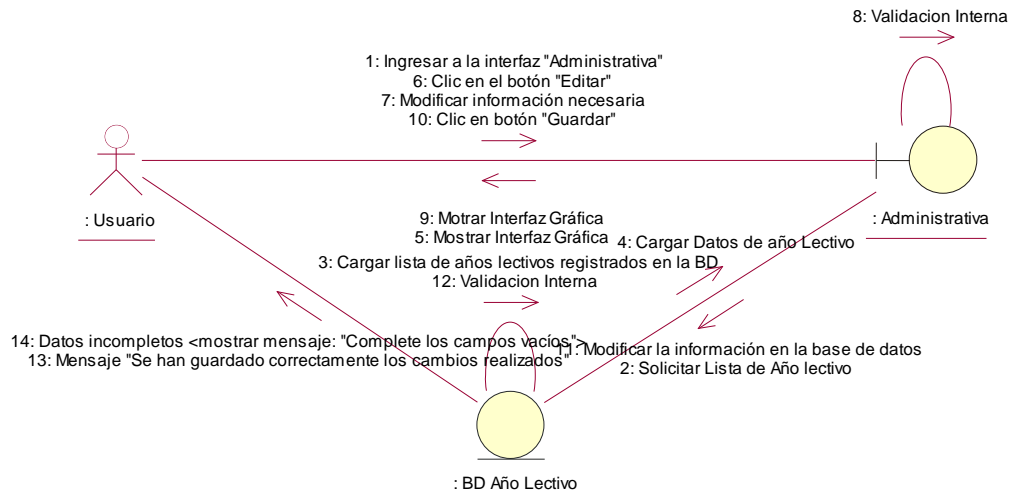 8: Validacion Interna
1: Ingresar a la interfaz "Administrativa"
6: Clic en el botón "Editar"
7: Modificar información necesaria
10: Clic en botón "Guardar"
: Usuario
: Administrativa
9: Motrar Interfaz Gráfica
5: Mostrar Interfaz Gráfica
4: Cargar Datos de año Lectivo
3: Cargar lista de años lectivos registrados en la BD
12: Validacion Interna
14: Datos incompletos <mostrar mensaje: "Complete los campos vacíos">
13: Mensaje "Se han guardado correctamente los cambios realizados"
11: Modificar la información en la base de datos
2: Solicitar Lista de Año lectivo
: BD Año Lectivo